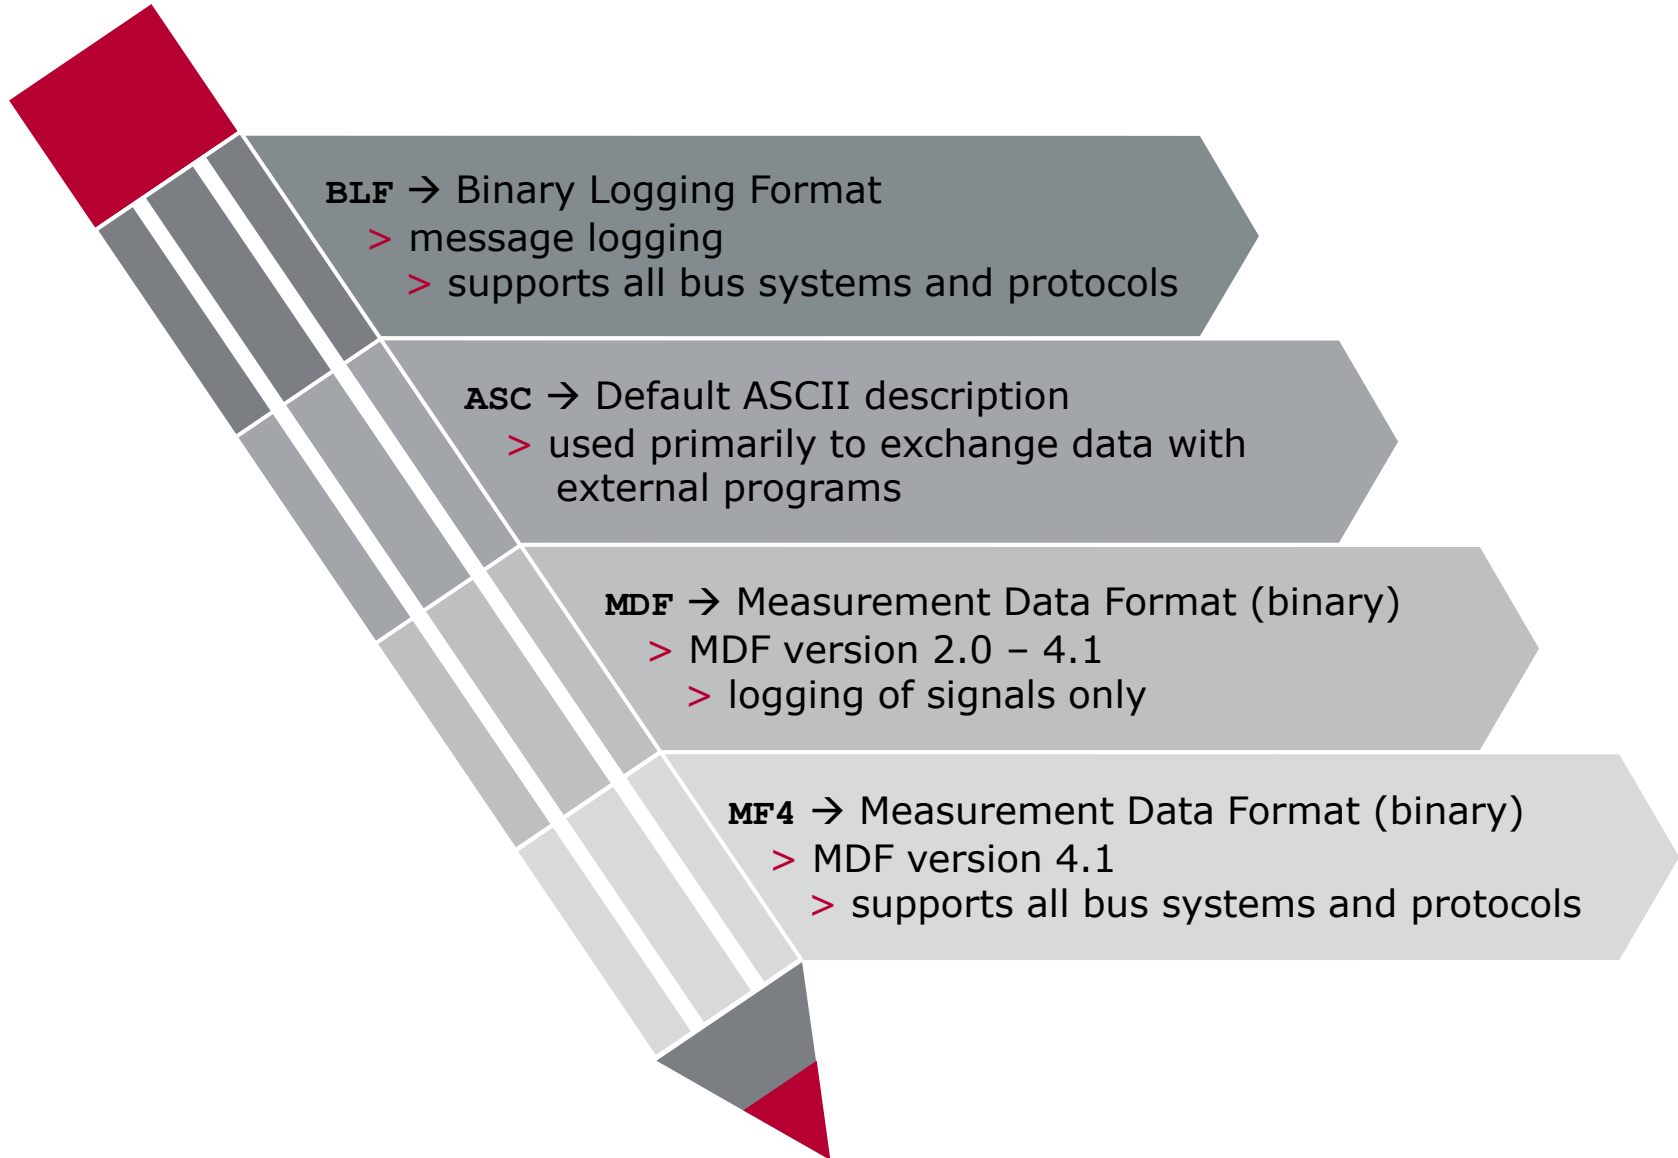 BLF → Binary Logging Format
> message logging
> supports all bus systems and protocols
ASC → Default ASCII description
> used primarily to exchange data with
external programs
MDF → Measurement Data Format (binary)
> MDF version 2.0 – 4.1
> logging of signals only
MF4 → Measurement Data Format (binary)
> MDF version 4.1
> supports all bus systems and protocols